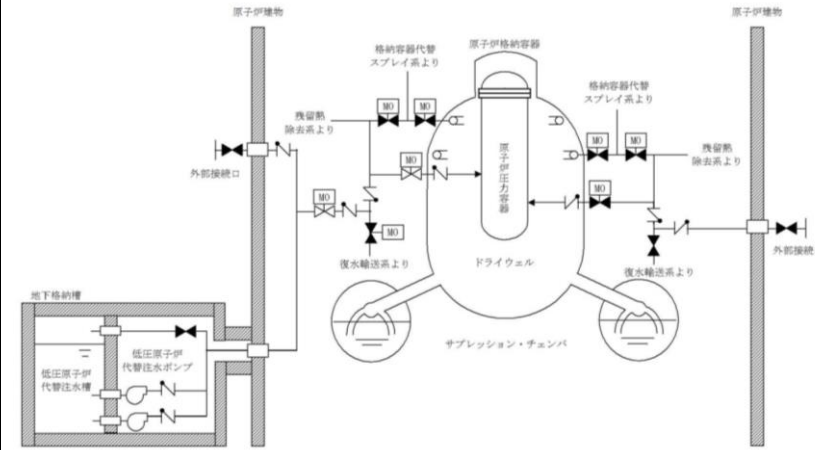 原子炉建物
原子炉建物
原子炉格納容器
格納容器代替
スプレイ系より
格納容器代替
スプレイ系より
MO
MO
残留熱
除去系より
MO
MO
残留熱
除去系より
外部接続口
MO
原子炉圧力容器
MO
MO
MO
復水輸送系より
ドライウェル
復水輸送系より
外部接続
地下格納槽
低圧原子炉
代替注水ポンプ
低圧原子炉
代替注水槽
サプレッション・チェンバ